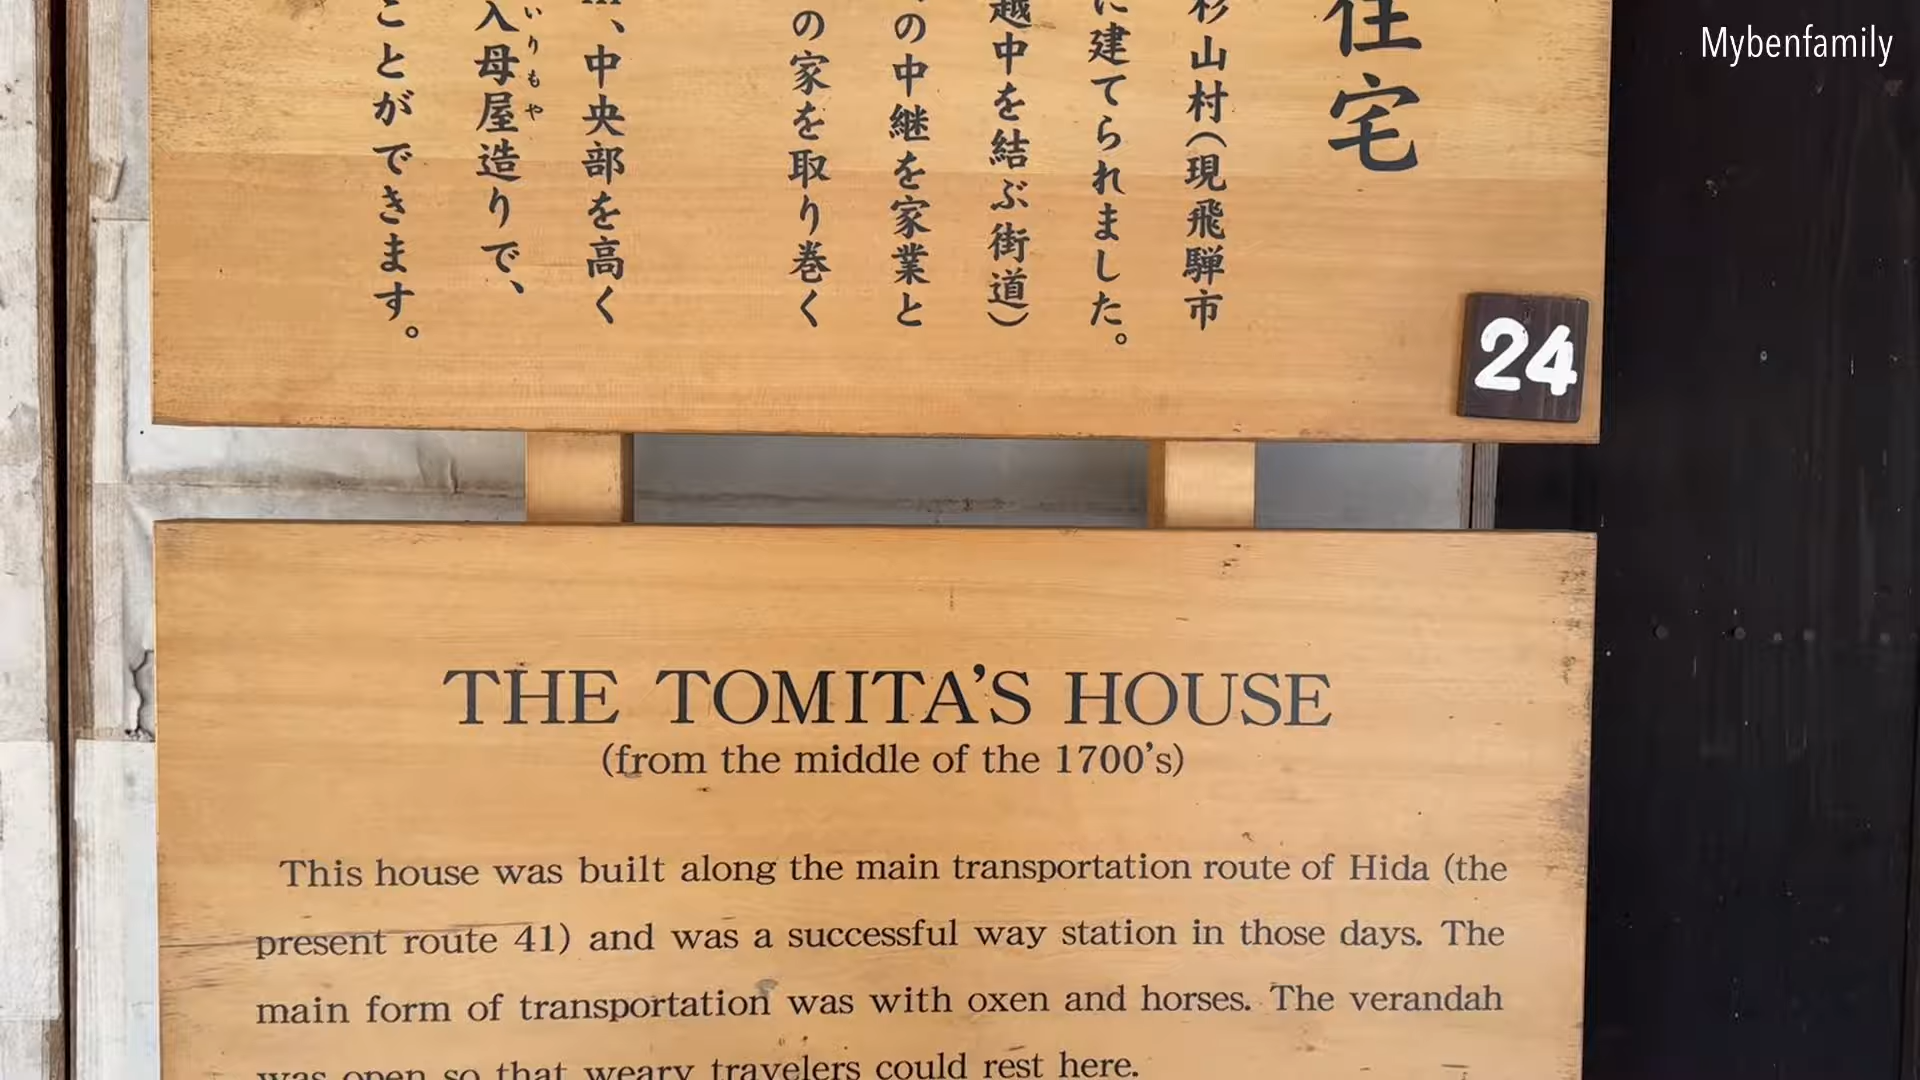 Mybenfamily
住宅
杉山村(現飛騨市
に建てられました。
越中を結ぶ街道)
の中継を家業と
の家を取り巻く
、中央部を高く
入母屋造りで、
いりもや
ことができます。
24
THE TOMITA'S HOUSE
(from the middle of the 1700's)
This house was built along the main transportation route of Hida (the
present route 41) and was a successful way station in those days. The
main form of transportation was with oxen and horses. The verandah
was open so that weary travelers could rest here.